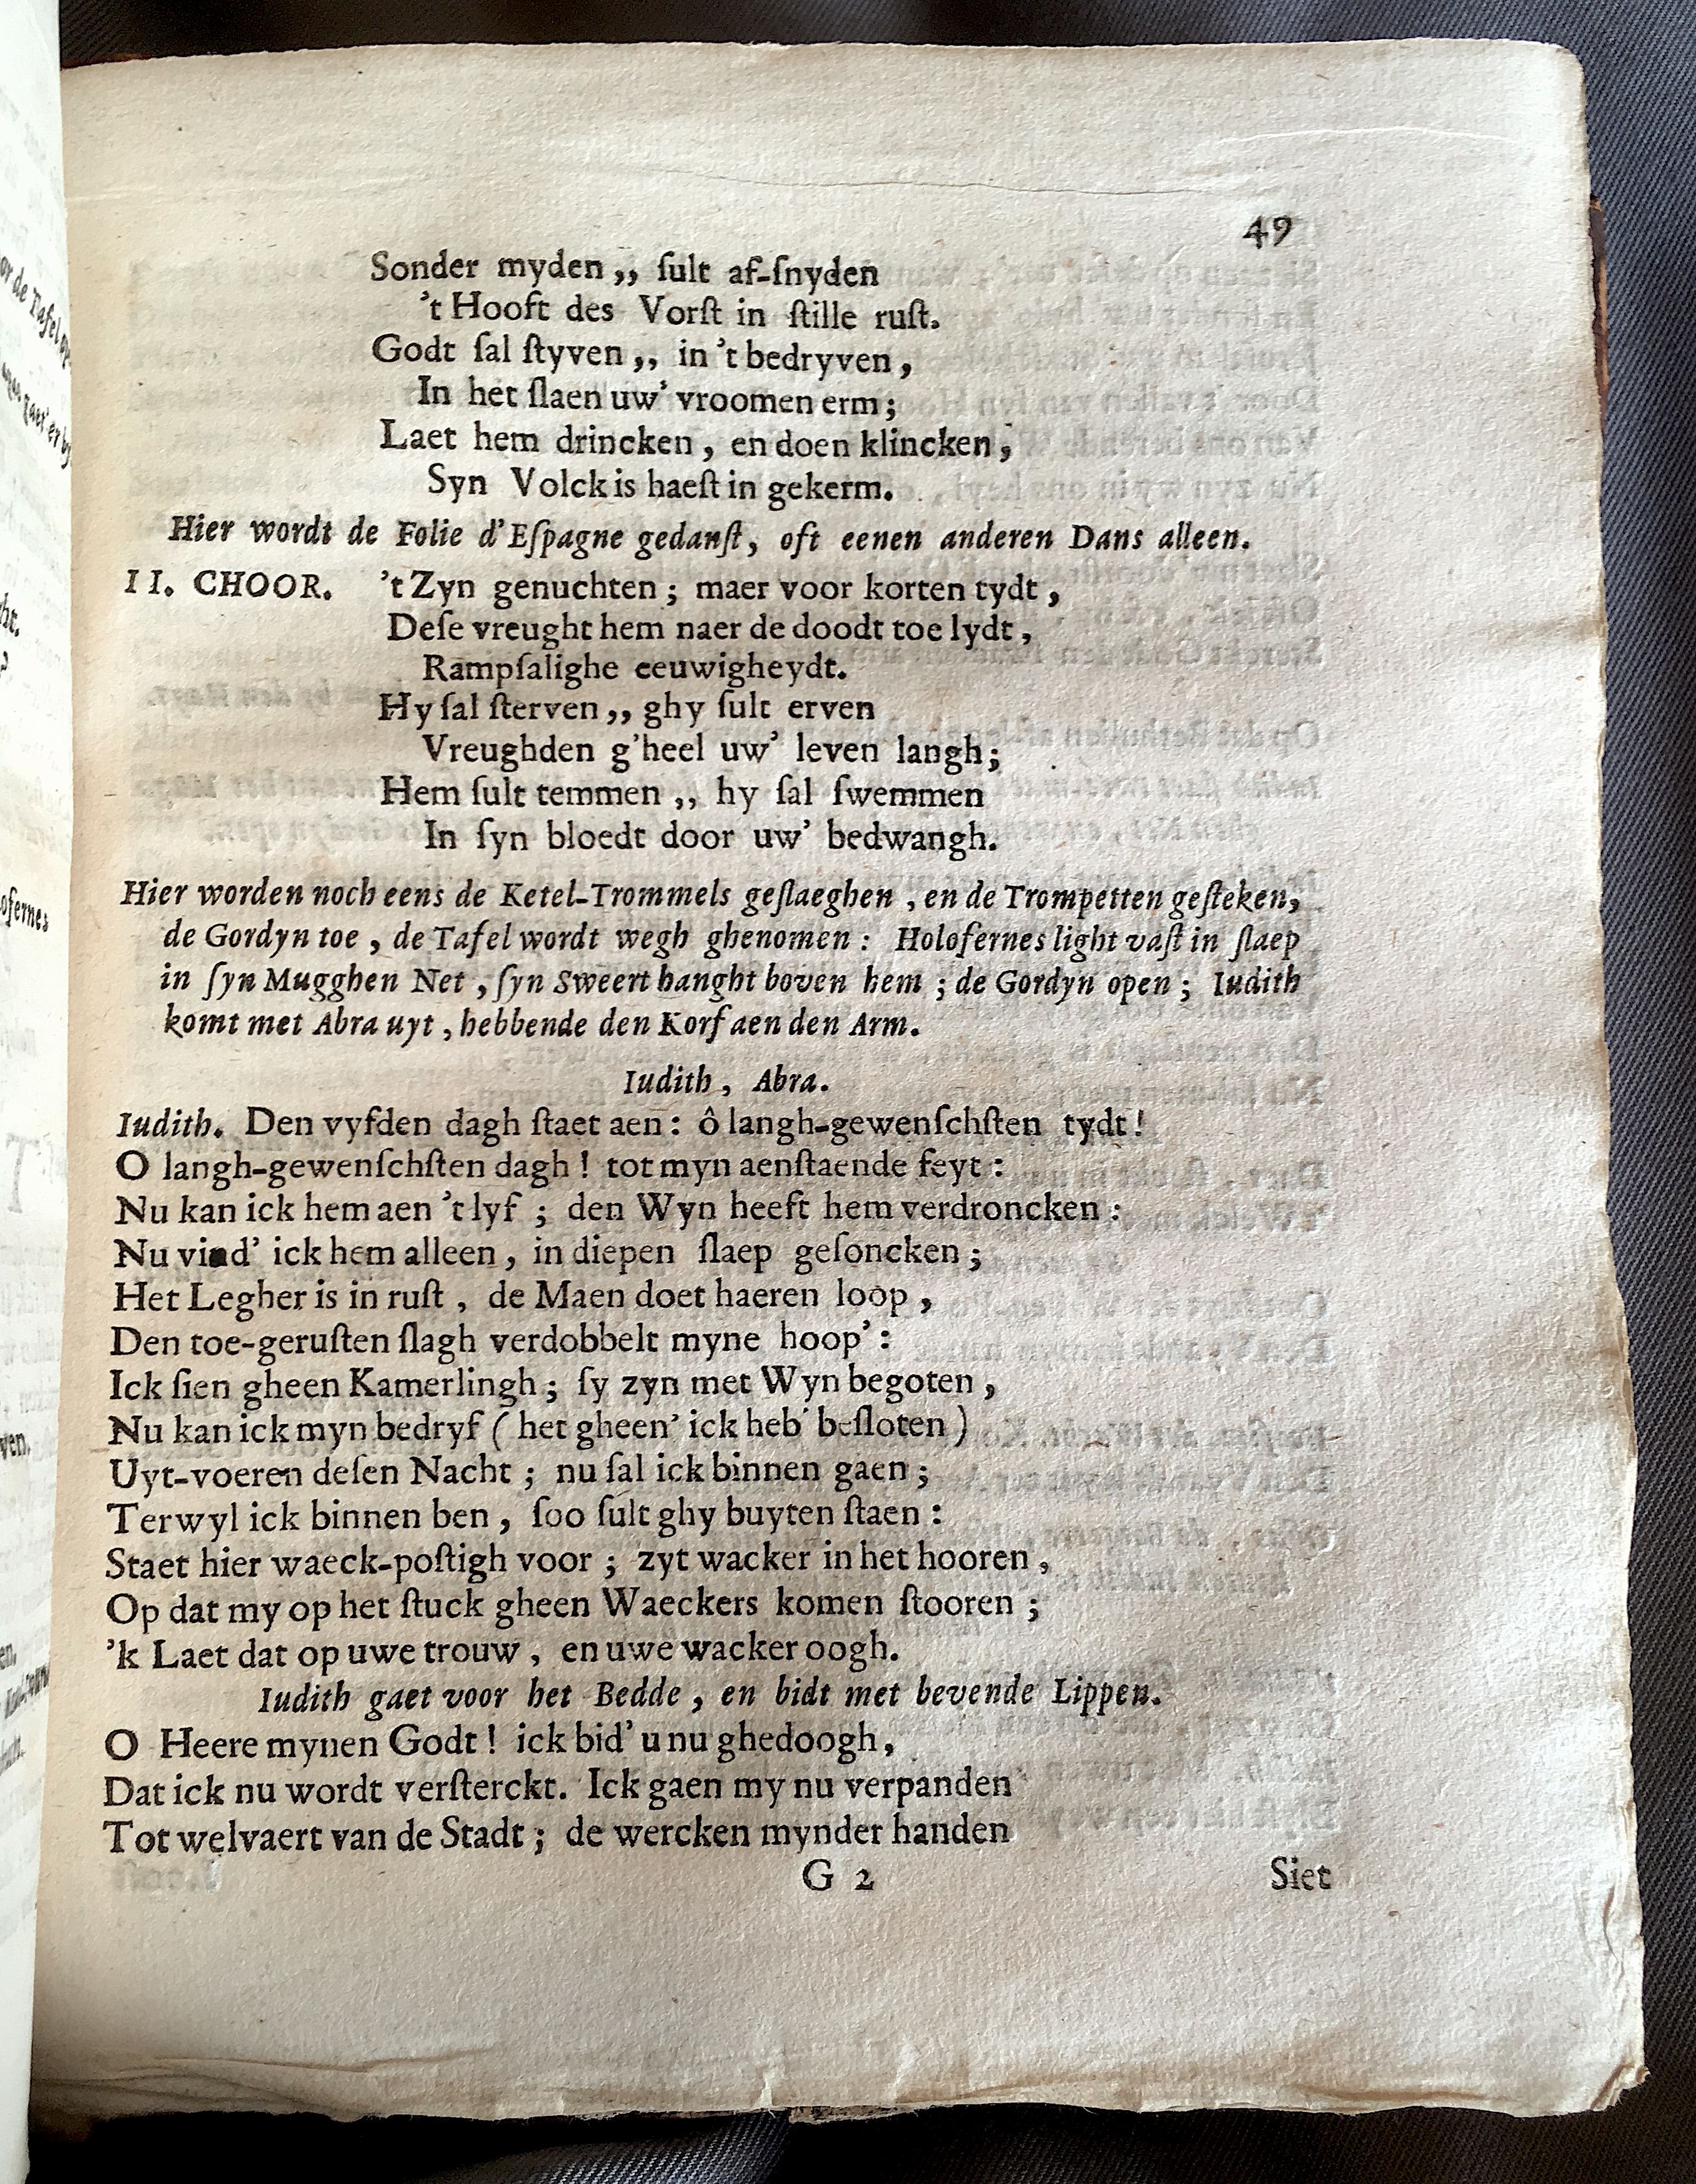 49
Sonder myden,, ſult af-ſnyden
't Hooft des Vorſt in ſtille ruſt.
Godt ſal ſtyven,, in 't bedryven,
In het ſlaen uw' vroomen erm;
Laet hem drincken, en doen klincken,
Syn Volck is haeſt in gekerm.
Hier wordt de Folie d'Eſpagne gedanſt, oft eenen anderen Dans alleen.
II. CHOOR. 't Zyn genuchten; maer voor korten tydt,
Deſe vreught hem naer de doodt toe lydt,
Rampſalighe eeuwigheydt.
Hy ſal ſterven,, ghy ſult erven
Vreughden g'heel uw' leven langh;
Hem ſult temmen,, hy ſal ſwemmen
In ſyn bloedt door uw' bedwangh.
Hier worden noch eens de Ketel-Trommels geſlaeghen, en de Trompetten geſteken,
de Gordyn toe, de Tafel wordt wegh ghenomen: Holofernes light vaſt in ſlaep
in ſyn Mugghen Net, ſyn Sweert hanght boven hem; de Gordyn open; Iudith
komt met Abra uyt, hebbende den Korf aen den Arm.
Iudith, Abra.
Iudith. Den vyfden dagh ſtaet aen: ô langh-gewenſchſten tydt!
O langh-gewenſchſten dagh! tot myn aenſtaende feyt:
Nu kan ick hem aen 't lyf; den Wyn heeft hem verdroncken:
Nu vind' ick hem alleen, in diepen ſlaep geſoncken;
Het Legher is in ruſt, de Maen doet haeren loop,
Den toe-geruſten ſlagh verdobbelt myne hoop':
Ick ſien gheen Kamerlingh; ſy zyn met Wyn begoten,
Nu kan ick myn bedryf (het gheen' ick heb' beſloten)
Uyt-voeren deſen Nacht; nu ſal ick binnen gaen;
Terwyl ick binnen ben, ſoo ſult ghy buyten ſtaen:
Staet hier waeck-poſtigh voor; zyt wacker in het hooren,
Op dat my op het ſtuck gheen Waeckers komen ſtooren;
'k Laet dat op uwe trouw, en uwe wacker oogh.
Iudith gaet voor het Bedde, en bidt met bevende Lippen.
O Heere mynen Godt! ick bid' u nu ghedoogh,
Dat ick nu wordt verſterckt. Ick gaen my nu verpanden
Tot welvaert van de Stadt; de wercken mynder handen
G 2 Siet